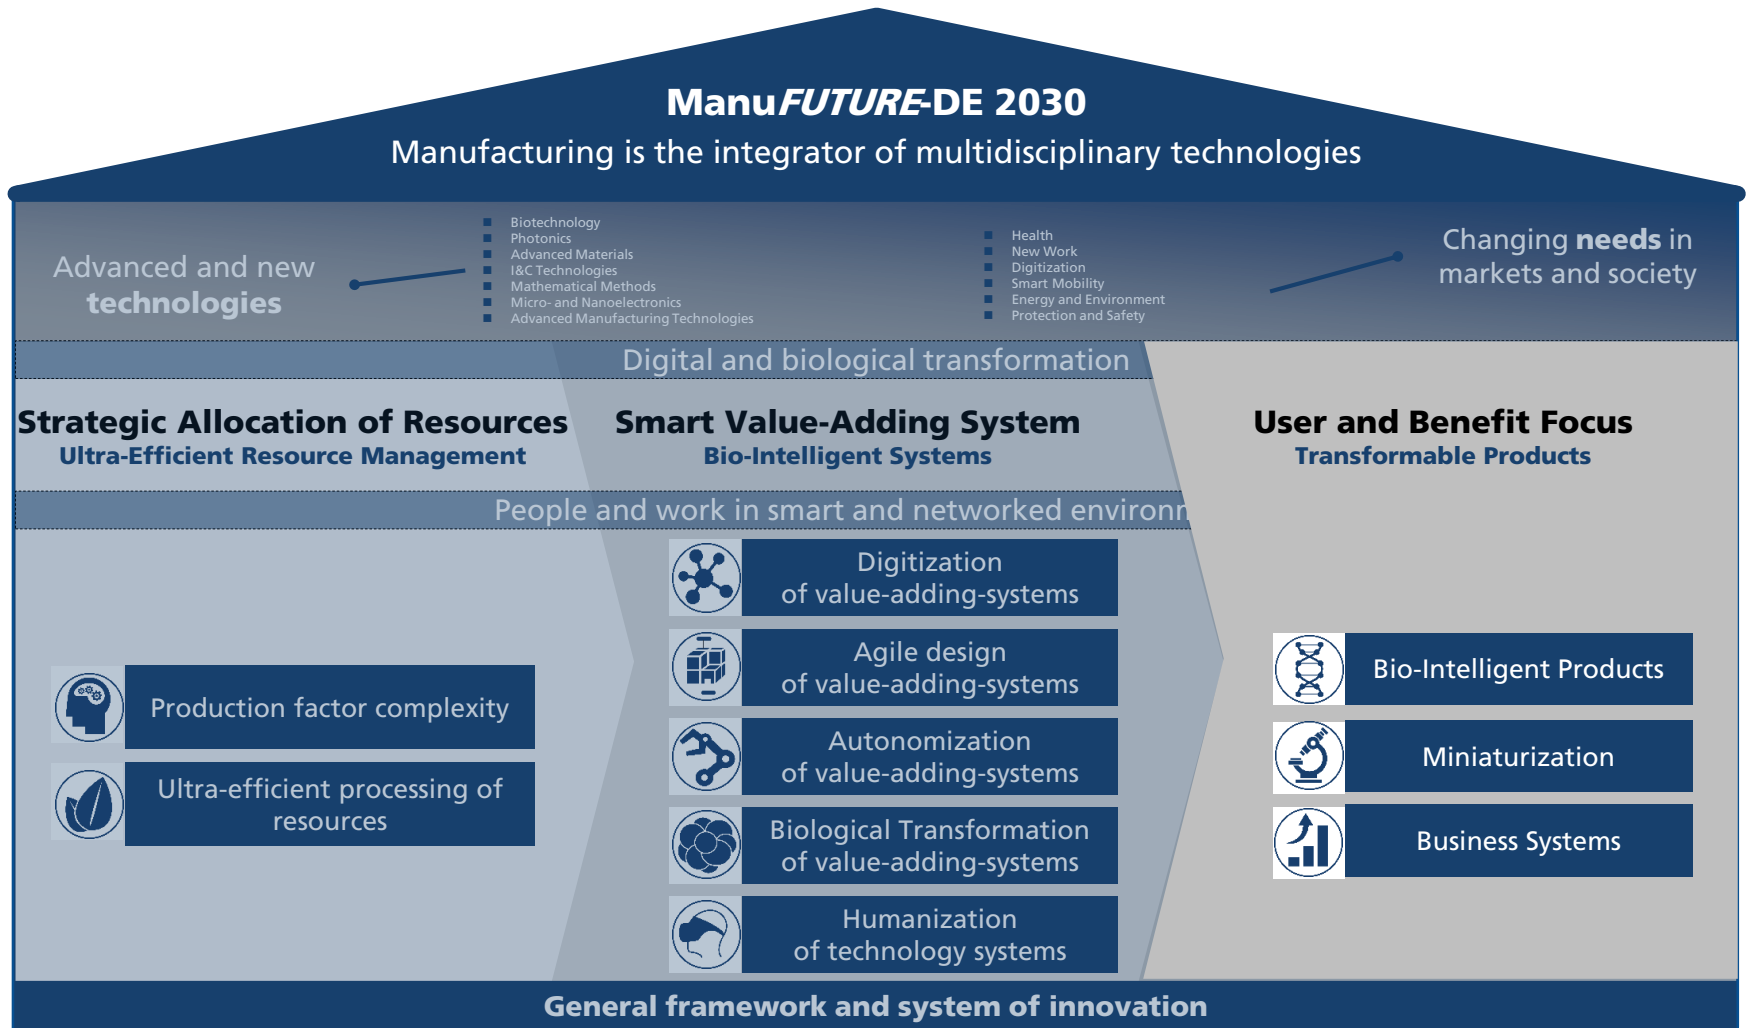 ManuFUTURE-DE 2030
Manufacturing is the integrator of multidisciplinary technologies
Advanced and new
technologies
Biotechnology
Photonics
Advanced Materials
I&C Technologies
Mathematical Methods
Micro- and Nanoelectronics
Advanced Manufacturing Technologies
Health
New Work
Digitization
Smart Mobility
Energy and Environment
Protection and Safety
Changing needs in
markets and society
Digital and biological transformation
Strategic Allocation of Resources
Ultra-Efficient Resource Management
Smart Value-Adding System
Bio-Intelligent Systems
User and Benefit Focus
Transformable Products
People and work in smart and networked
Production factor complexity
Ultra-efficient processing of
resources
Digitization
of value-adding-systems
Agile design
of value-adding-systems
Autonomization
of value-adding-systems
Biological Transformation
of value-adding-systems
Humanization
of technology systems
Bio-Intelligent Products
Miniaturization
Business Systems
General framework and system of innovation